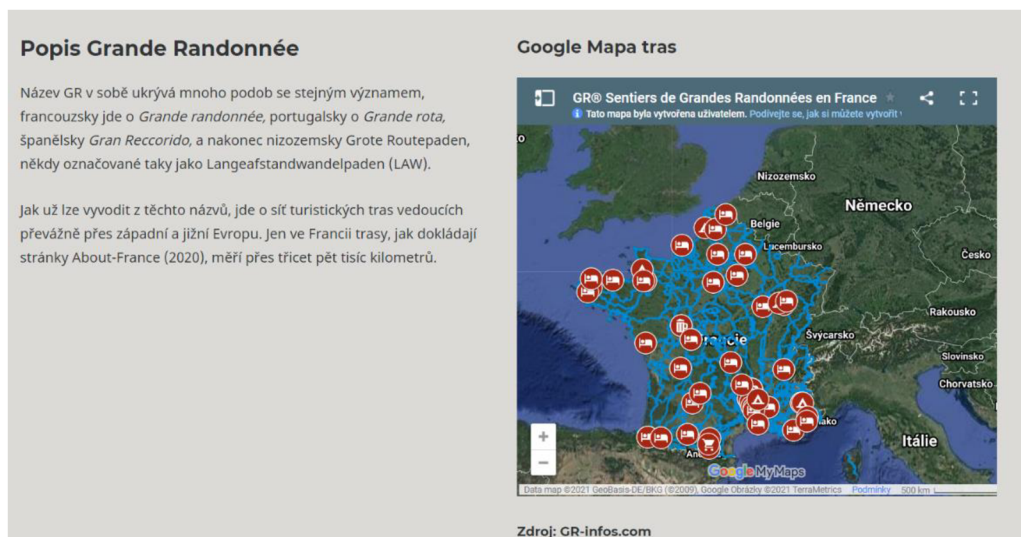 Popis Grande Randonnée
Název GR v sobě ukrývá mnoho podob se stejným významem,
francouzsky jde o Grande randonnée, portugalsky o Grande rota,
španělsky Gran Reccorido, a nakonec nizozemsky Grote Routepaden,
někdy označované taky jako Langeafstandwandelpaden (LAW).
Jak už lze vyvodit z těchto názvů, jde o síť turistických tras vedoucích
převážně přes západní a jižní Evropu. Jen ve Francii trasy, jak dokládají
stránky About-France (2020), měří přes třicet pět tisíc kilometrů.
Google Mapa tras
GR® Sentiers de Grandes Randonnées en France
Tato mapa byla vytvořena uživatelem. Podívejte se, jak si můžete vytvořit
Nizozemsko
Německo
Belgie
Lucembursko
Česko
Rakousko
Švýcarsko
Slovinsko
Chorvatsko
Itálie
Google My Maps
Data map ©2021 GeoBasis-DE/BKG (©2009), Google Obrázky ©2021 TerraMetrics Podmínky 500 km
Zdroj: GR-infos.com